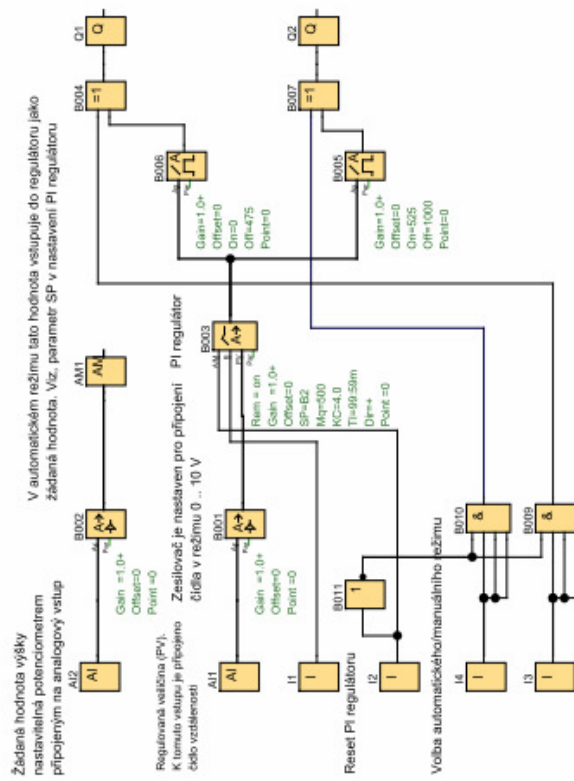 Žádaná hodnota výšky
nastavitelná potenciometrem
připojeným na analogový vstup
V automatickém režimu tato hodnota vstupuje do regulátoru jako
žádaná hodnota. Viz. parametr SP v nastavení PI regulátoru
AI2
AI
B002
A→
Gain =1.0+
Offset=0
Point =0
AM1
AM
Regulovaná veličina (PV).
K tomuto vstupu je připojeno
čidlo vzdálenosti
Zesilovač je nastaven pro připojení
čidla v režimu 0 .. 10 V
PI regulátor
AI1
AI
B001
A→
Gain =1.0+
Offset=0
Point =0
B003
A→
AM
R
PV
Par
Rem = on
Gain =1.0+
Offset=0
SP=B2
Mq=500
KC=4.0
TI=99:59m
Dir=+
Point =0
B006
A
Gain=1.0+
Offset=0
On=0
Off=475
Point=0
B004
=1
Q1
Q
B005
A
Gain=1.0+
Offset=0
On=525
Off=1000
Point=0
B007
=1
Q2
Q
I1
I
Reset PI regulátoru
I2
I
B011
1
Volba automatického/manuálního režimu
I4
I
B010
&
I3
I
B009
&